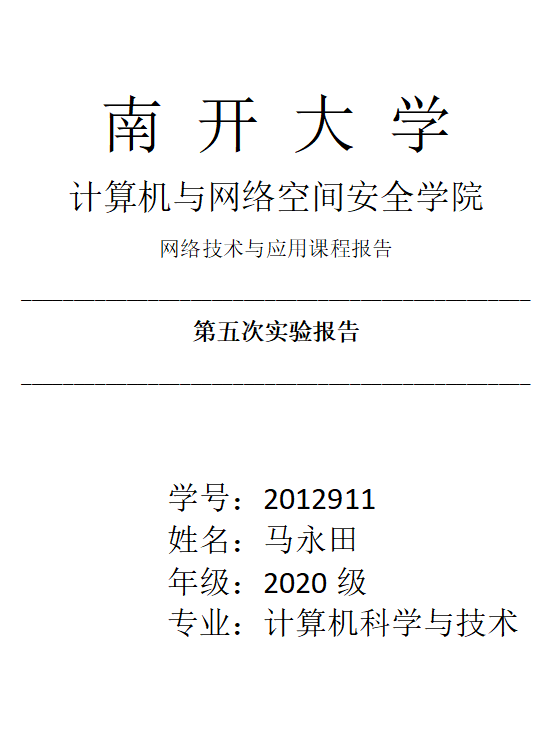 南 开 大 学
计算机与网络空间安全学院
网络技术与应用课程报告
第五次实验报告
学号：2012911
姓名：马永田
年级：2020 级
专业：计算机科学与技术